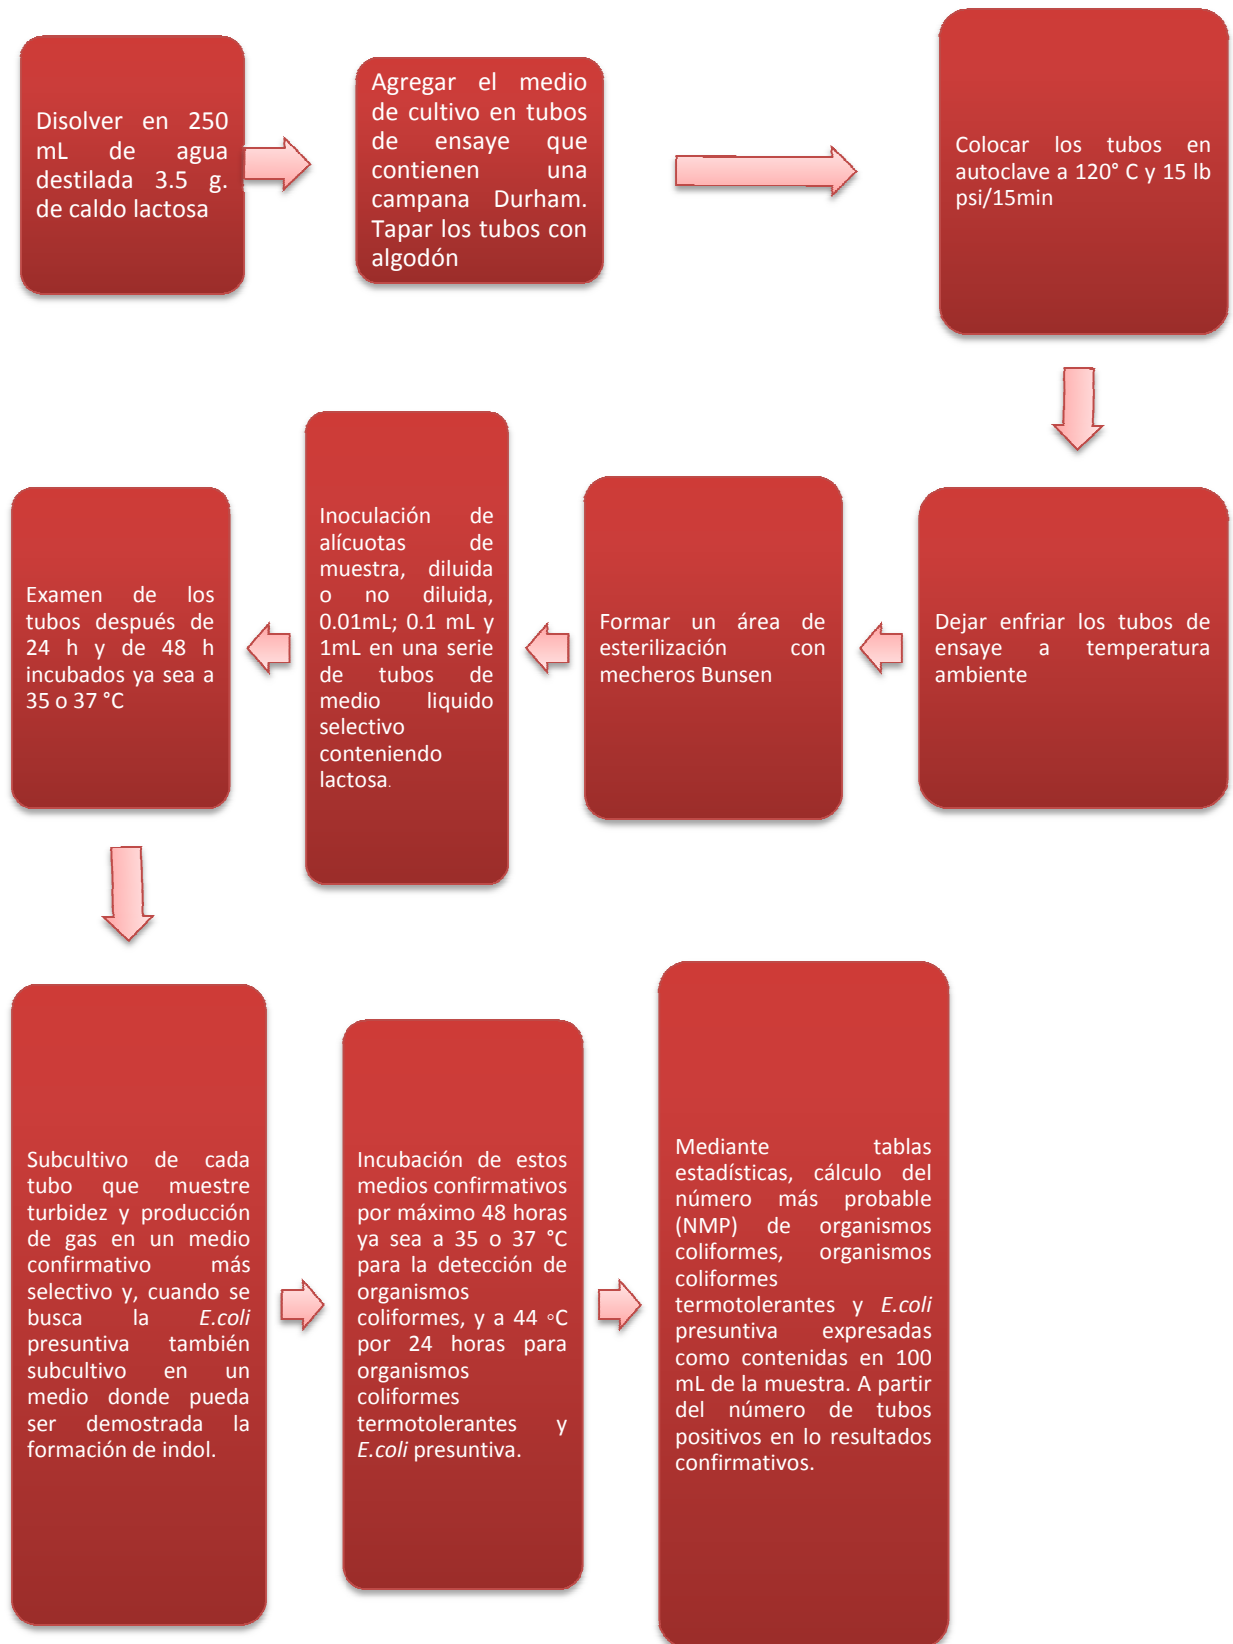 Disolver en 250
mL de agua
destilada 3.5 g.
de caldo lactosa
Agregar el medio
de cultivo en tubos
de ensaye que
contienen una
campana Durham.
Tapar los tubos con
algodón
Colocar los tubos en
autoclave a 120° C y 15 lb
psi/15min
Dejar enfriar los tubos de
ensaye a temperatura
ambiente
Formar un área de
esterilización con
mecheros Bunsen
Inoculación de
alícuotas de
muestra, diluida
o no diluida,
0.01mL; 0.1 mL y
1mL en una serie
de tubos de
medio liquido
selectivo
conteniendo
lactosa.
Examen de los
tubos después de
24 h y de 48 h
incubados ya sea a
35 o 37 °C
Subcultivo de cada
tubo que muestre
turbidez y producción
de gas en un medio
confirmativo más
selectivo y, cuando se
busca la E.coli
presuntiva también
subcultivo en un
medio donde pueda
ser demostrada la
formación de indol.
Incubación de estos
medios confirmativos
por máximo 48 horas
ya sea a 35 o 37 °C
para la detección de
organismos
coliformes, y a 44 ◦C
por 24 horas para
organismos
coliformes
termotolerantes y
E.coli presuntiva.
Mediante tablas
estadísticas, cálculo del
número más probable
(NMP) de organismos
coliformes, organismos
coliformes
termotolerantes y E.coli
presuntiva expresadas
como contenidas en 100
mL de la muestra. A partir
del número de tubos
positivos en lo resultados
confirmativos.